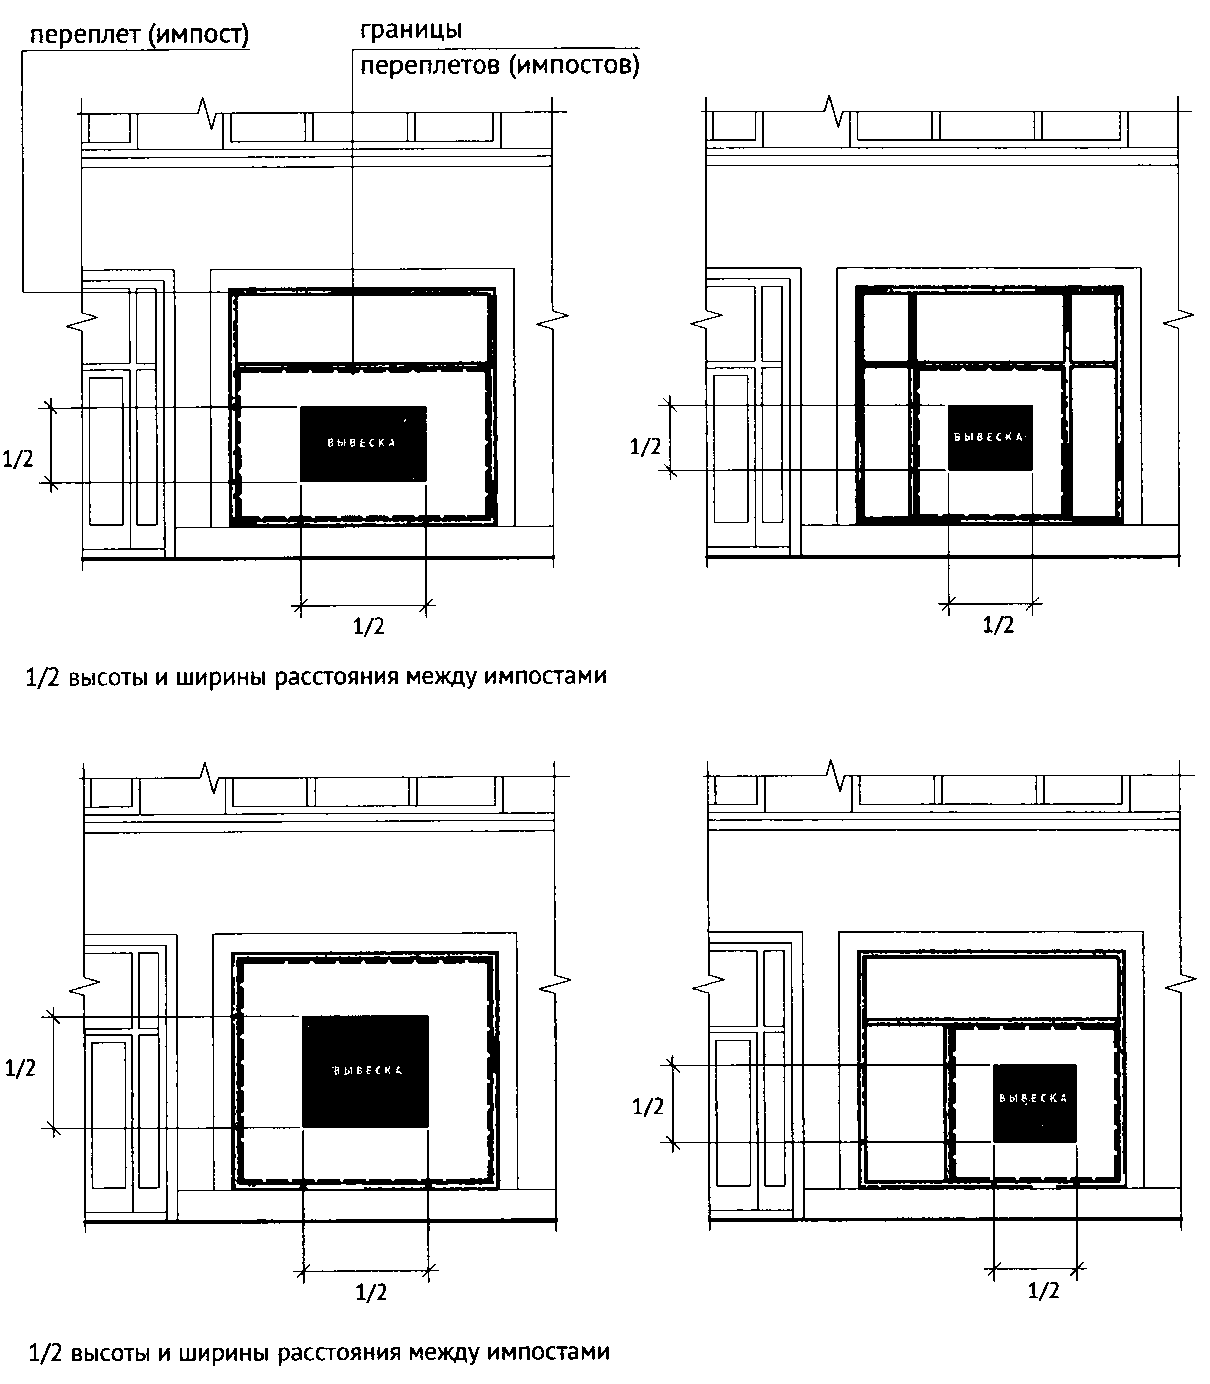 переплет (импост)
границы
переплетов (импостов)
ВЫВЕСКА
1/2
1/2
ВЫВЕСКА
1/2
1/2
1/2 высоты и ширины расстояния между импостами
ВЫВЕСКА
1/2
1/2
ВЫВЕСКА
1/2
1/2
1/2 высоты и ширины расстояния между импостами